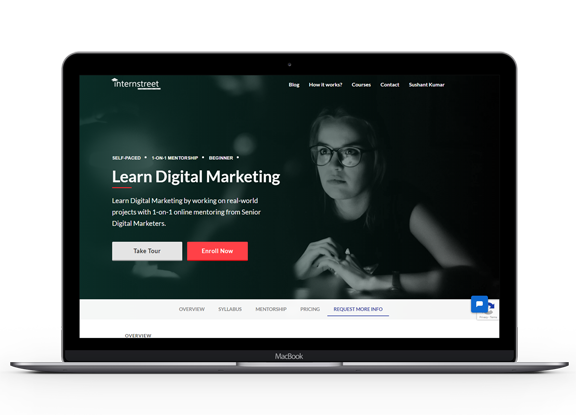 internstreet
Blog How it works? Courses Contact Sushant Kumar
SELF-PACED • 1-ON-1 MENTORSHIP • BEGINNER •
Learn Digital Marketing
Learn Digital Marketing by working on real-world
projects with 1-on-1 online mentoring from Senior
Digital Marketers.
Take Tour Enroll Now
OVERVIEW SYLLABUS MENTORSHIP PRICING REQUEST MORE INFO
OVERVIEW
MacBook